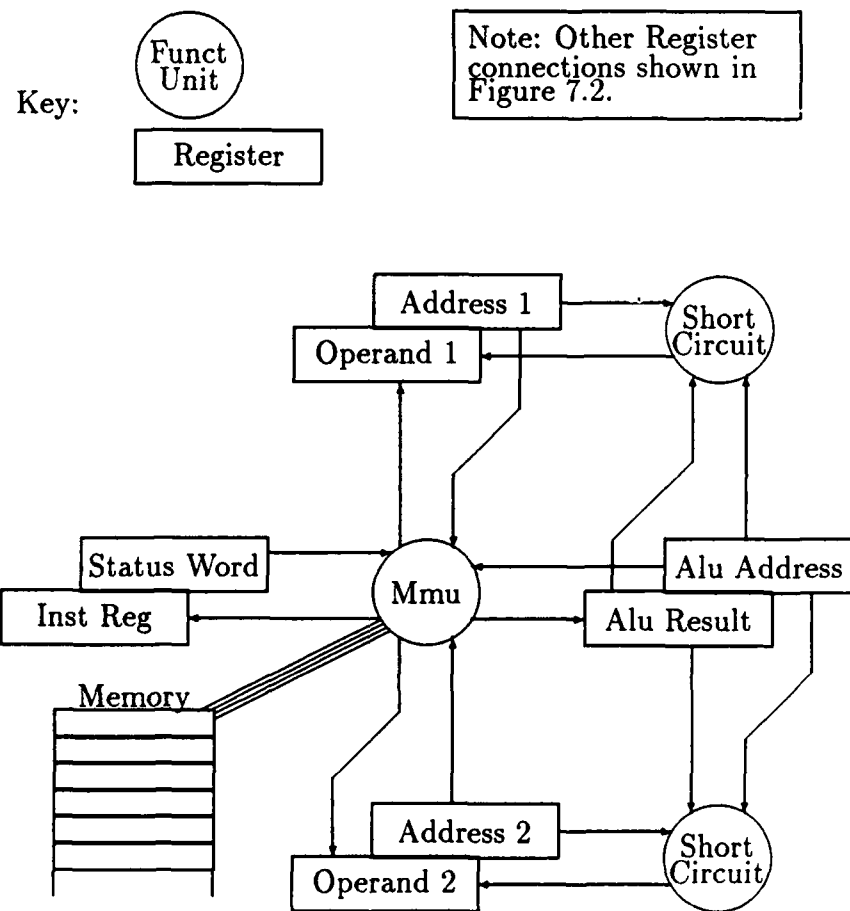 Key:
Funct
Unit
Register
Note: Other Register
connections shown in
Figure 7.2.
Address 1
Operand 1
Short
Circuit
Status Word
Inst Reg
Mmu
Alu Address
Alu Result
Memory
Address 2
Operand 2
Short
Circuit